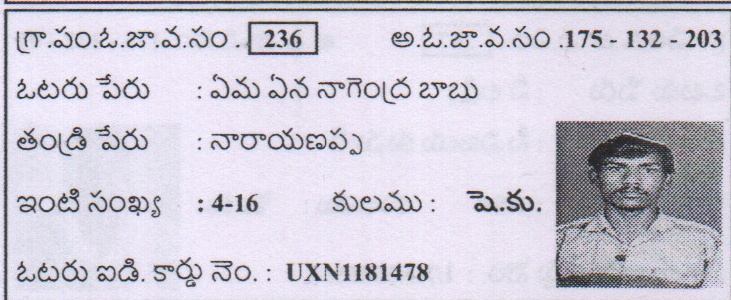 గ్రా.పం.ఓ.జా.వ.సం .. 236 అ.ఓ.జా.వ.సం .175 - 132 - 203
ఓటరు పేరు : ఏమ ఏన నాగేంద్ర బాబు
తండ్రి పేరు : నారాయణప్ప
ఇంటి సంఖ్య : 4-16 కులము : షె.కు.
ఓటరు ఐడి. కార్డు నెం. : UXN1181478